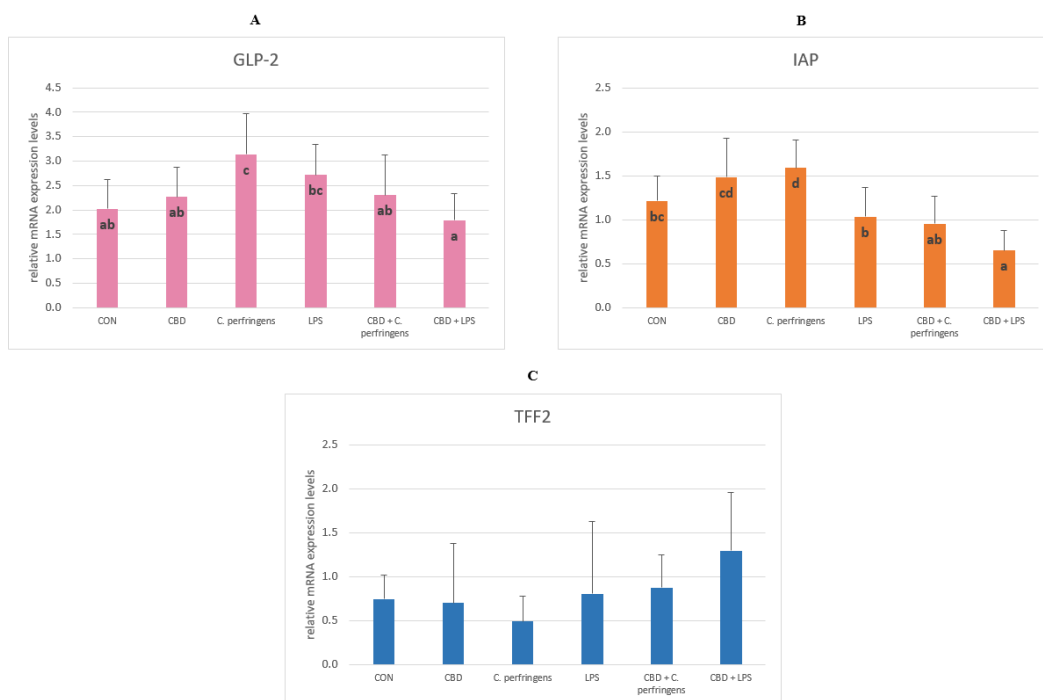 A
GLP-2
relative mRNA expression levels
4.5
4.0
3.5
3.0
2.5
2.0
1.5
1.0
0.5
0.0
ab
ab
c
bc
ab
a
CON
CBD
C. perfringens
LPS
CBD + C.
perfringens
CBD + LPS
B
IAP
relative mRNA expression levels
2.5
2.0
1.5
1.0
0.5
0.0
bc
cd
d
b
ab
a
CON
CBD
C. perfringens
LPS
CBD + C.
perfringens
CBD + LPS
C
TFF2
relative mRNA expression levels
2.5
2.0
1.5
1.0
0.5
0.0
CON
CBD
C. perfringens
LPS
CBD + C.
perfringens
CBD + LPS